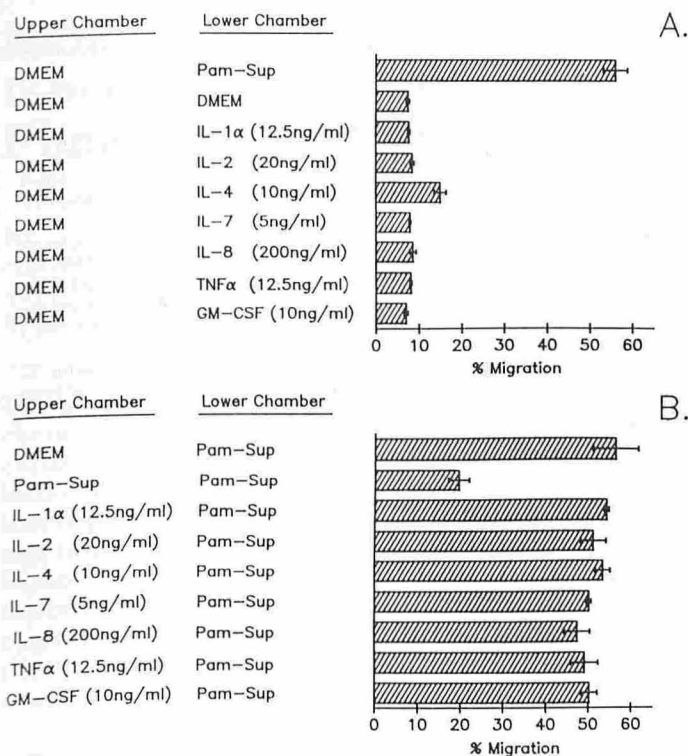 A.
Upper Chamber Lower Chamber
DMEM Pam-Sup
DMEM DMEM
DMEM IL-1α (12.5ng/ml)
DMEM IL-2 (20ng/ml)
DMEM IL-4 (10ng/ml)
DMEM IL-7 (5ng/ml)
DMEM IL-8 (200ng/ml)
DMEM TNFα (12.5ng/ml)
DMEM GM-CSF (10ng/ml)
0 10 20 30 40 50 60
% Migration
B.
Upper Chamber Lower Chamber
DMEM Pam-Sup
Pam-Sup Pam-Sup
IL-1α (12.5ng/ml) Pam-Sup
IL-2 (20ng/ml) Pam-Sup
IL-4 (10ng/ml) Pam-Sup
IL-7 (5ng/ml) Pam-Sup
IL-8 (200ng/ml) Pam-Sup
TNFα (12.5ng/ml) Pam-Sup
GM-CSF (10ng/ml) Pam-Sup
0 10 20 30 40 50 60
% Migration